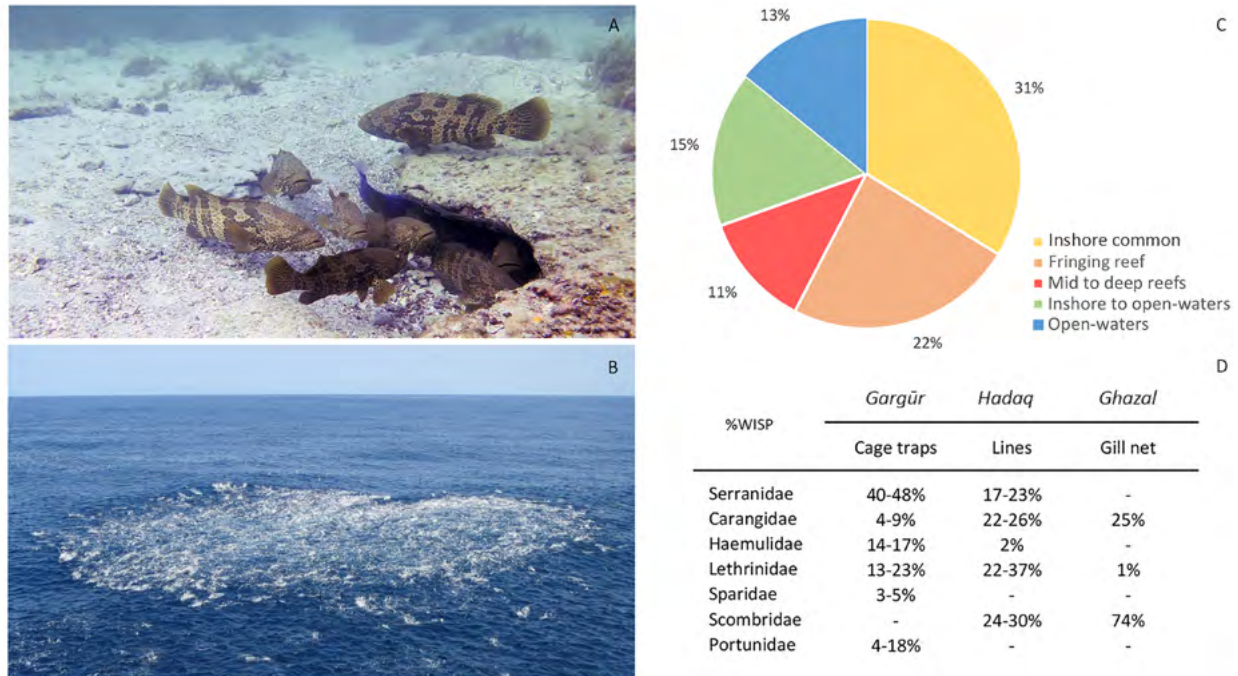 A
B
C
13%
31%
15%
11%
22%
Inshore common
Fringing reef
Mid to deep reefs
Inshore to open-waters
Open-waters
D
%WISP
Gargūr Hadaq Ghazal
Cage traps Lines Gill net
Serranidae 40-48% 17-23% -
Carangidae 4-9% 22-26% 25%
Haemulidae 14-17% 2% -
Lethrinidae 13-23% 22-37% 1%
Sparidae 3-5% - -
Scombridae - 24-30% 74%
Portunidae 4-18% - -